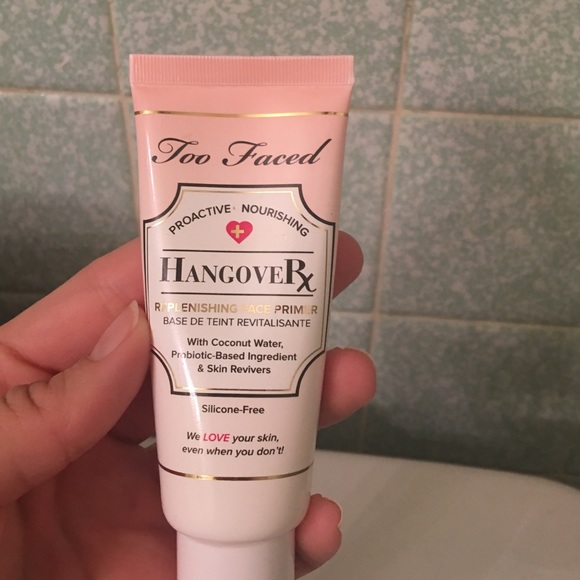 Too Faced
PROACTIVE · NOURISHING
HANGOVERx
REPLENISHING FACE PRIMER
BASE DE TEINT REVITALISANTE
With Coconut Water,
Probiotic-Based Ingredient
& Skin Revivers
Silicone-Free
We LOVE your skin,
even when you don't!